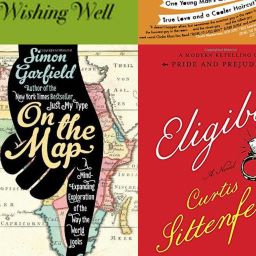 Wishing Well
One Young Man's
True Love and a Cooler Haircut
Simon
Garfield
Author of the
New York Times Bestseller
Just My Type
On the
Map
A
Mind-
Expanding
Exploration
of the
Way the
World
Looks
A MODERN RETELLING
PRIDE AND PREJUD
Eligib
A Novel
Curtis
Sittenfe